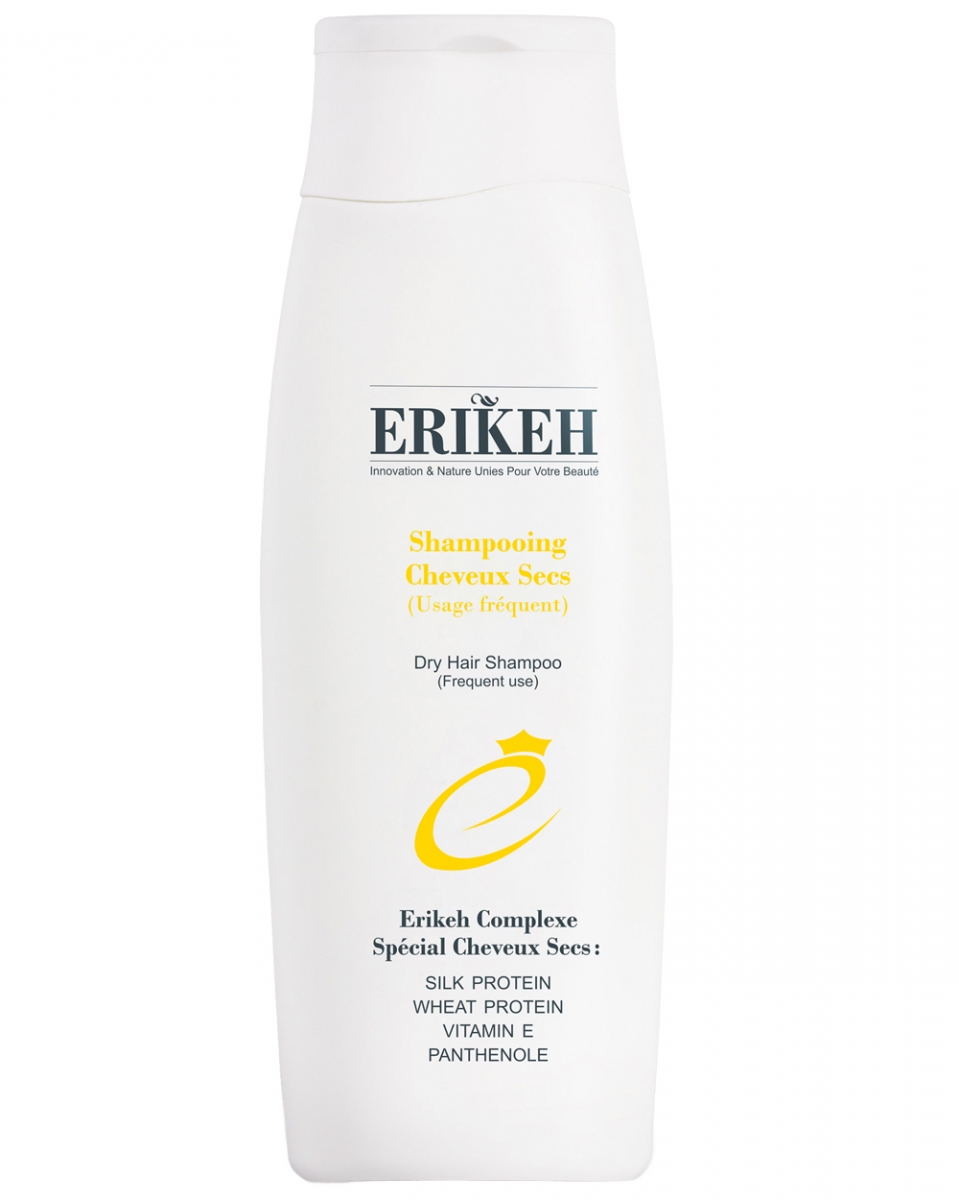 ERIKEH
Innovation & Nature Unies Pour Votre Beauté
Shampooing
Cheveux Secs
(Usage fréquent)
Dry Hair Shampoo
(Frequent use)
e
Erikeh Complexe
Spécial Cheveux Secs :
SILK PROTEIN
WHEAT PROTEIN
VITAMIN E
PANTHENOLE